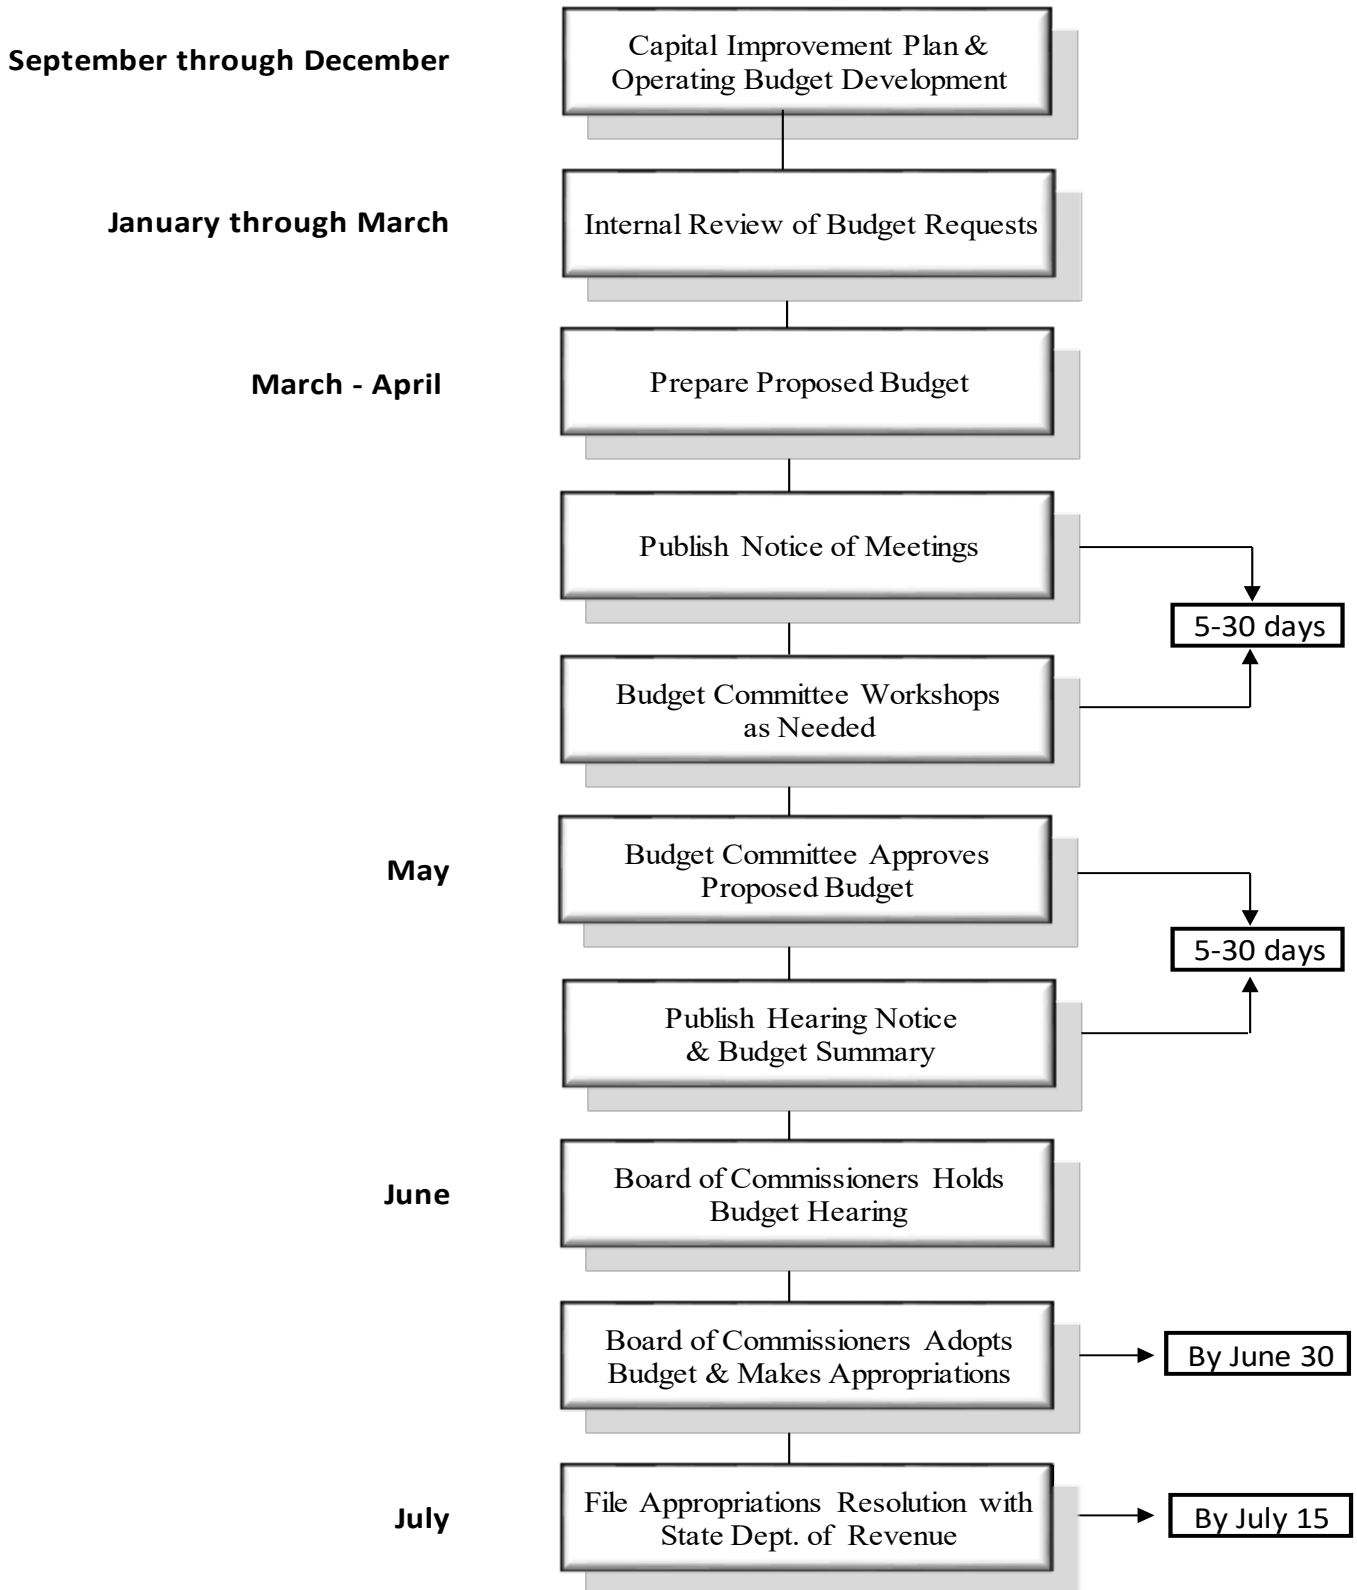 September through December
Capital Improvement Plan &
Operating Budget Development
January through March
Internal Review of Budget Requests
March - April
Prepare Proposed Budget
Publish Notice of Meetings
5-30 days
Budget Committee Workshops
as Needed
May
Budget Committee Approves
Proposed Budget
5-30 days
Publish Hearing Notice
& Budget Summary
June
Board of Commissioners Holds
Budget Hearing
Board of Commissioners Adopts
Budget & Makes Appropriations
By June 30
July
File Appropriations Resolution with
State Dept. of Revenue
By July 15